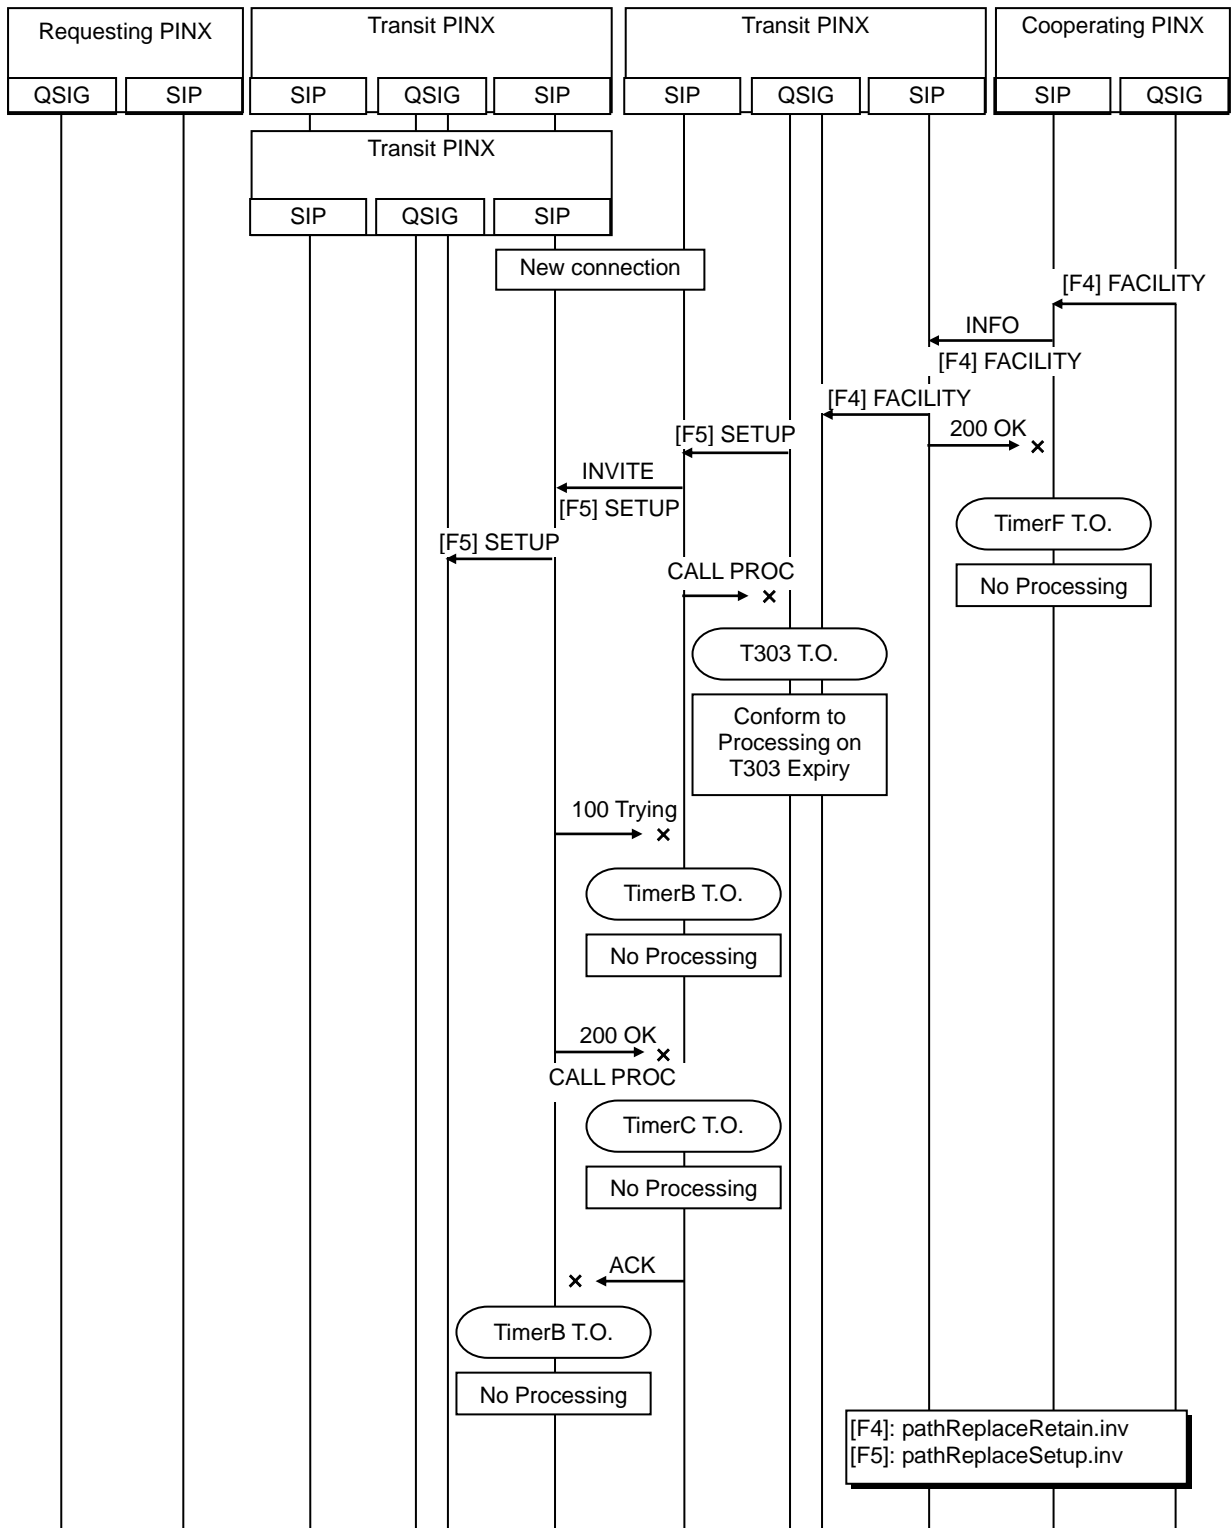 Requesting PINX
Transit PINX
Transit PINX
Cooperating PINX
QSIG
SIP
SIP
QSIG
SIP
SIP
QSIG
SIP
SIP
QSIG
Transit PINX
SIP
QSIG
SIP
New connection
[F4] FACILITY
INFO
[F4] FACILITY
[F4] FACILITY
200 OK
[F5] SETUP
INVITE
[F5] SETUP
TimerF T.O.
[F5] SETUP
CALL PROC
No Processing
T303 T.O.
Conform to
Processing on
T303 Expiry
100 Trying
TimerB T.O.
No Processing
200 OK
CALL PROC
TimerC T.O.
No Processing
ACK
TimerB T.O.
No Processing
[F4]: pathReplaceRetain.inv
[F5]: pathReplaceSetup.inv